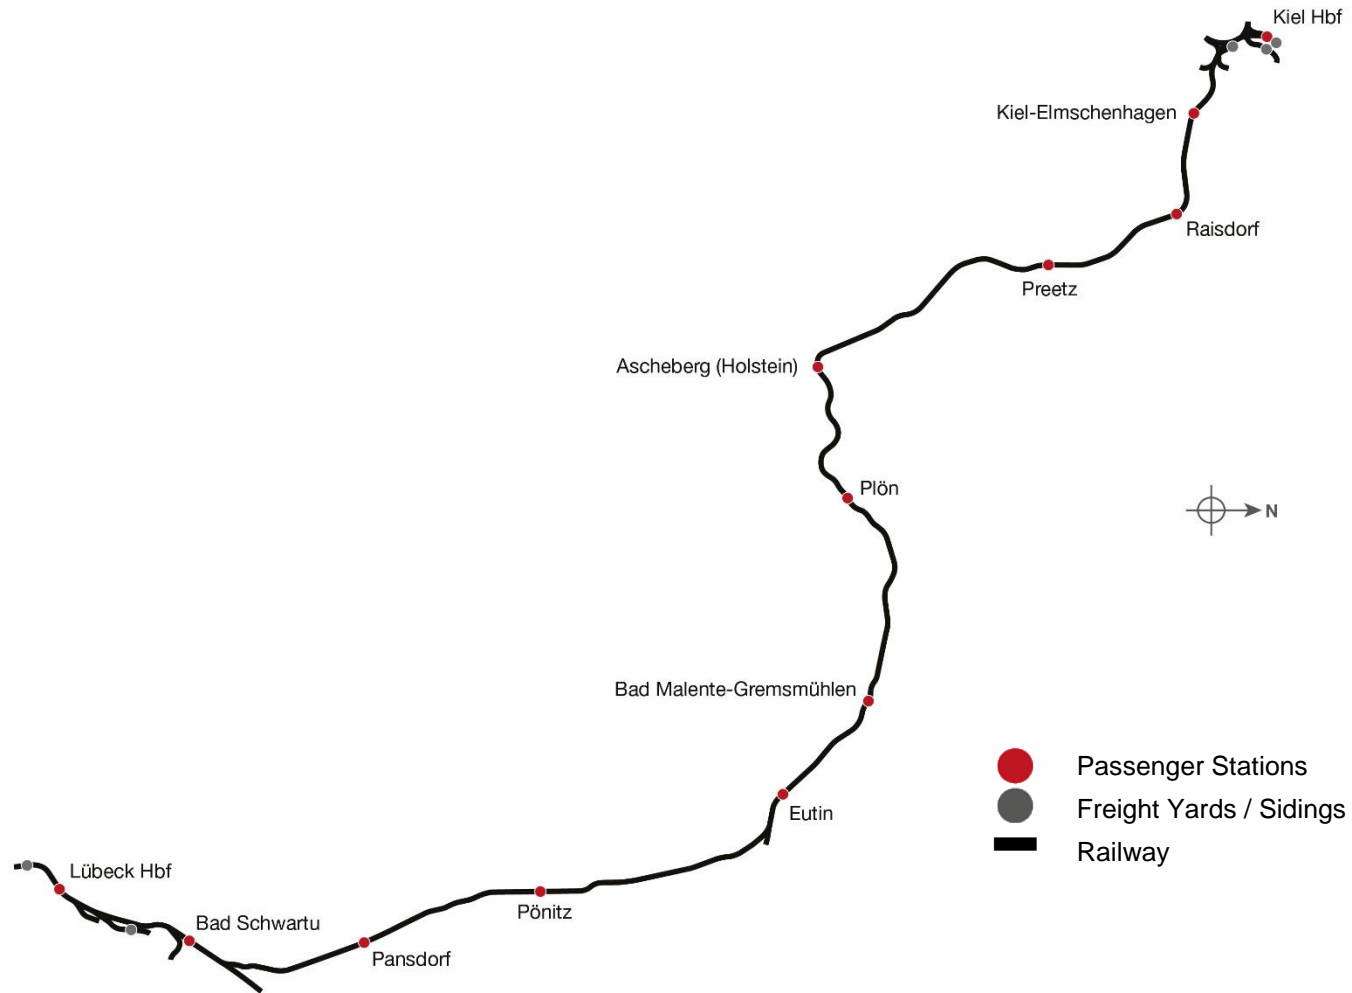 Kiel Hbf
Kiel-Elmschenhagen
Raisdorf
Preetz
Ascheberg (Holstein)
Plön
N
Bad Malente-Gremsmühlen
Passenger Stations
Eutin
Freight Yards / Sidings
Railway
Lübeck Hbf
Pönitz
Bad Schwartu
Pansdorf